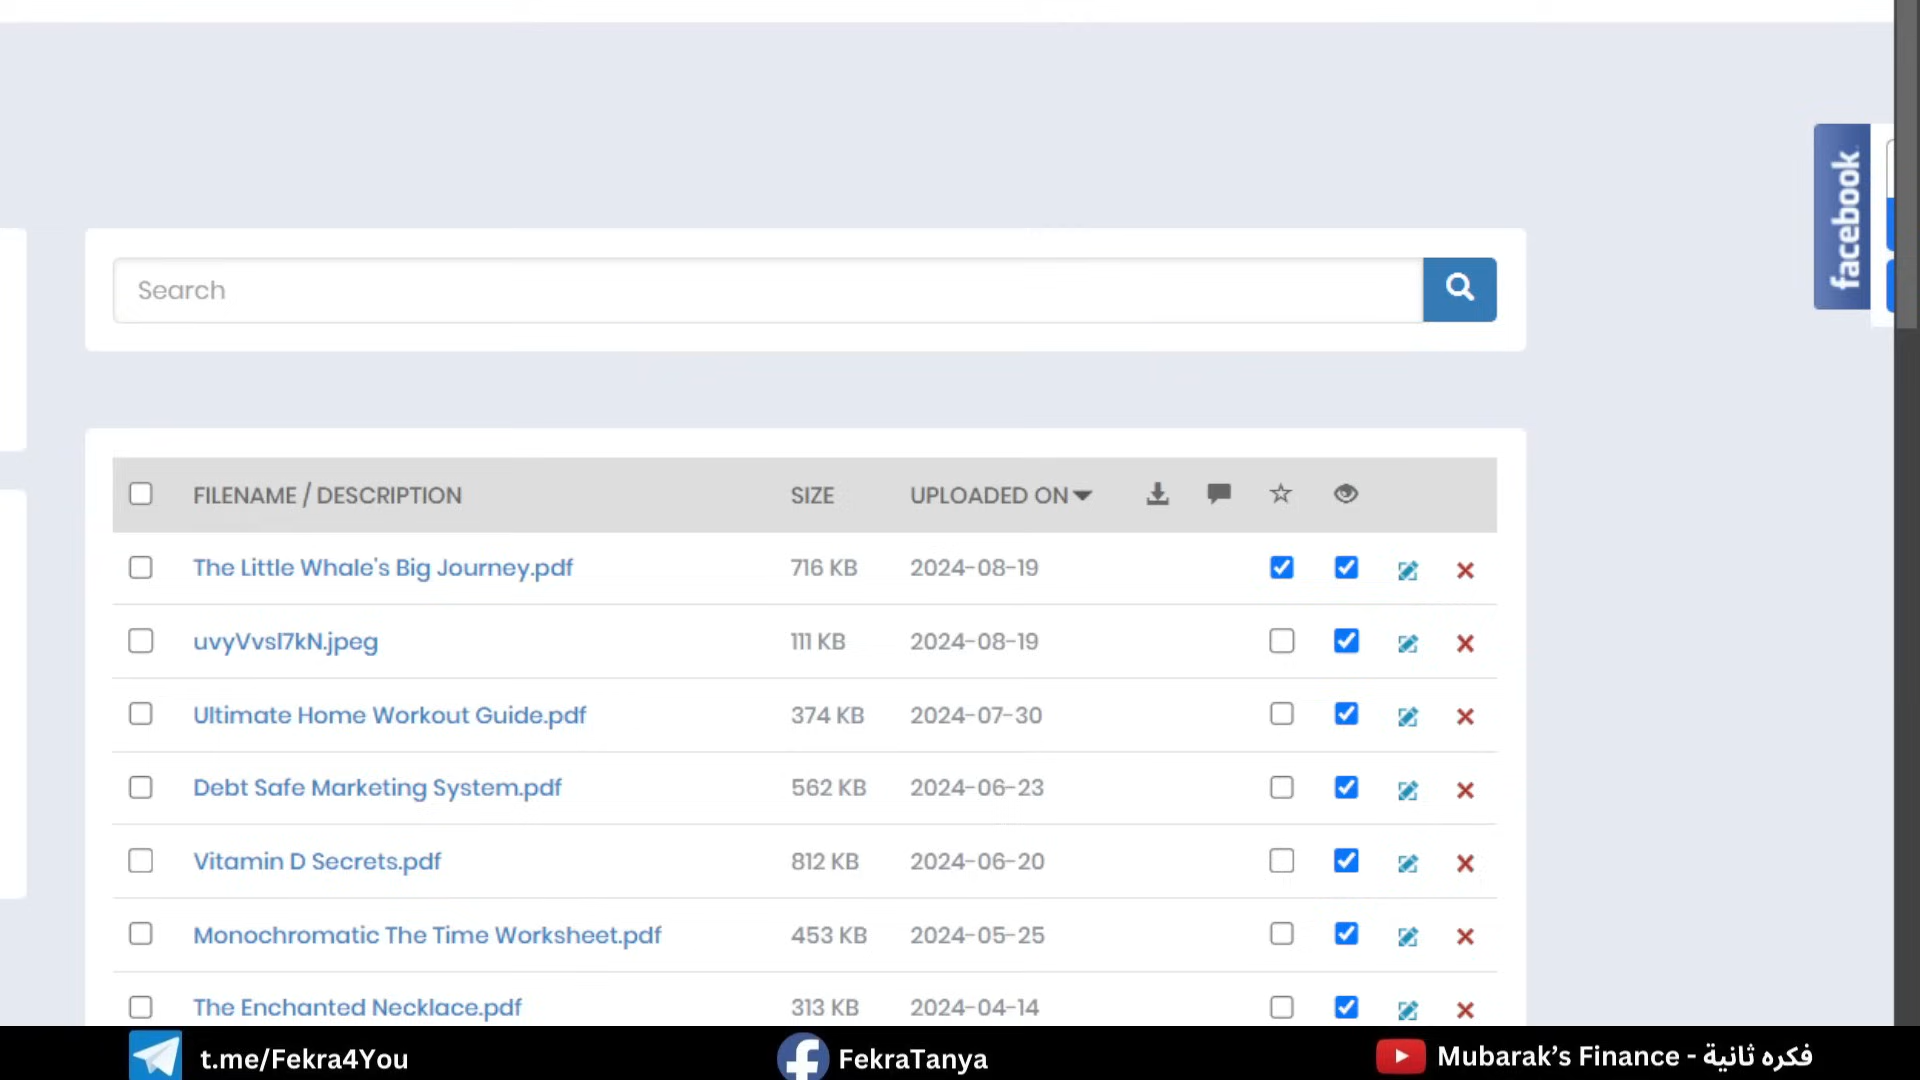 facebook
Search
FILENAME / DESCRIPTION SIZE UPLOADED ON
The Little Whale's Big Journey.pdf 716 KB 2024-08-19
uvyVvsl7kN.jpeg 111 KB 2024-08-19
Ultimate Home Workout Guide.pdf 374 KB 2024-07-30
Debt Safe Marketing System.pdf 562 KB 2024-06-23
Vitamin D Secrets.pdf 812 KB 2024-06-20
Monochromatic The Time Worksheet.pdf 453 KB 2024-05-25
The Enchanted Necklace.pdf 313 KB 2024-04-14
t.me/Fekra4You FekraTanya Mubarak’s Finance - فكره ثانية